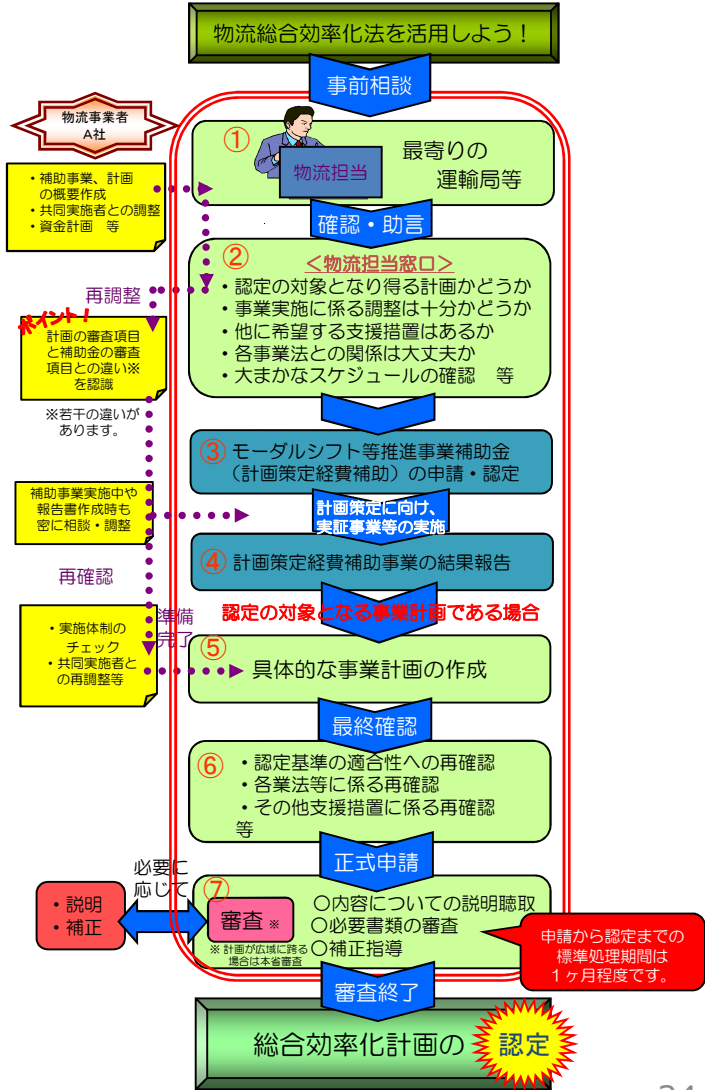 物流総合効率化法を活用しよう！
事前相談
物流事業者
A社
①
物流担当
最寄りの
運輸局等
・補助事業、計画
の概要作成
・共同実施者との調整
・資金計画　等
確認・助言
②
＜物流担当窓口＞
・認定の対象となり得る計画かどうか
・事業実施に係る調整は十分かどうか
・他に希望する支援措置はあるか
・各事業法との関係は大丈夫か
・大まかなスケジュールの確認　等
再調整
ポイント！
計画の審査項目
と補助金の審査
項目との違い※
を認識
※若干の違いが
あります。
③モーダルシフト等推進事業補助金
（計画策定経費補助）の申請・認定
補助事業実施中や
報告書作成時も
密に相談・調整
計画策定に向け、
実証事業等の実施
④計画策定経費補助事業の結果報告
再確認
認定の対象となる事業計画である場合
準備
完了
・実施体制の
チェック
・共同実施者と
の再調整等
⑤
具体的な事業計画の作成
最終確認
⑥
・認定基準の適合性への再確認
・各業法等に係る再確認
・その他支援措置に係る再確認
等
正式申請
必要に
応じて
・説明
・補正
⑦
審査※
※計画が広域に跨る
場合は本省審査
〇内容についての説明聴取
〇必要書類の審査
〇補正指導
申請から認定までの
標準処理期間は
１ヶ月程度です。
審査終了
総合効率化計画の
認定